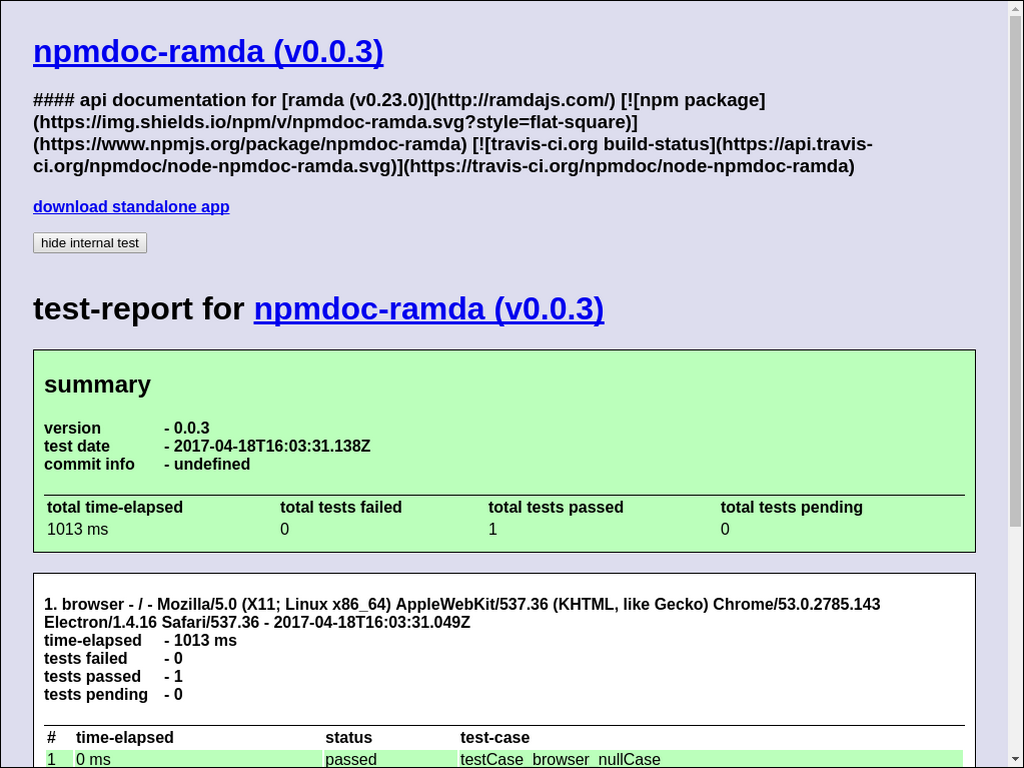 npmdoc-ramda (v0.0.3)
#### api documentation for [ramda (v0.23.0)](http://ramdajs.com/) [![npm package]
(https://img.shields.io/npm/v/npmdoc-ramda.svg?style=flat-square)]
(https://www.npmjs.org/package/npmdoc-ramda) [![travis-ci.org build-status](https://api.travis-
ci.org/npmdoc/node-npmdoc-ramda.svg)](https://travis-ci.org/npmdoc/node-npmdoc-ramda)
download standalone app
hide internal test
test-report for npmdoc-ramda (v0.0.3)
summary
version - 0.0.3
test date - 2017-04-18T16:03:31.138Z
commit info - undefined
total time-elapsed total tests failed total tests passed total tests pending
1013 ms 0 1 0
1. browser - / - Mozilla/5.0 (X11; Linux x86_64) AppleWebKit/537.36 (KHTML, like Gecko) Chrome/53.0.2785.143
Electron/1.4.16 Safari/537.36 - 2017-04-18T16:03:31.049Z
time-elapsed - 1013 ms
tests failed - 0
tests passed - 1
tests pending - 0
# time-elapsed status test-case
1 0 ms passed testCase_browser_nullCase